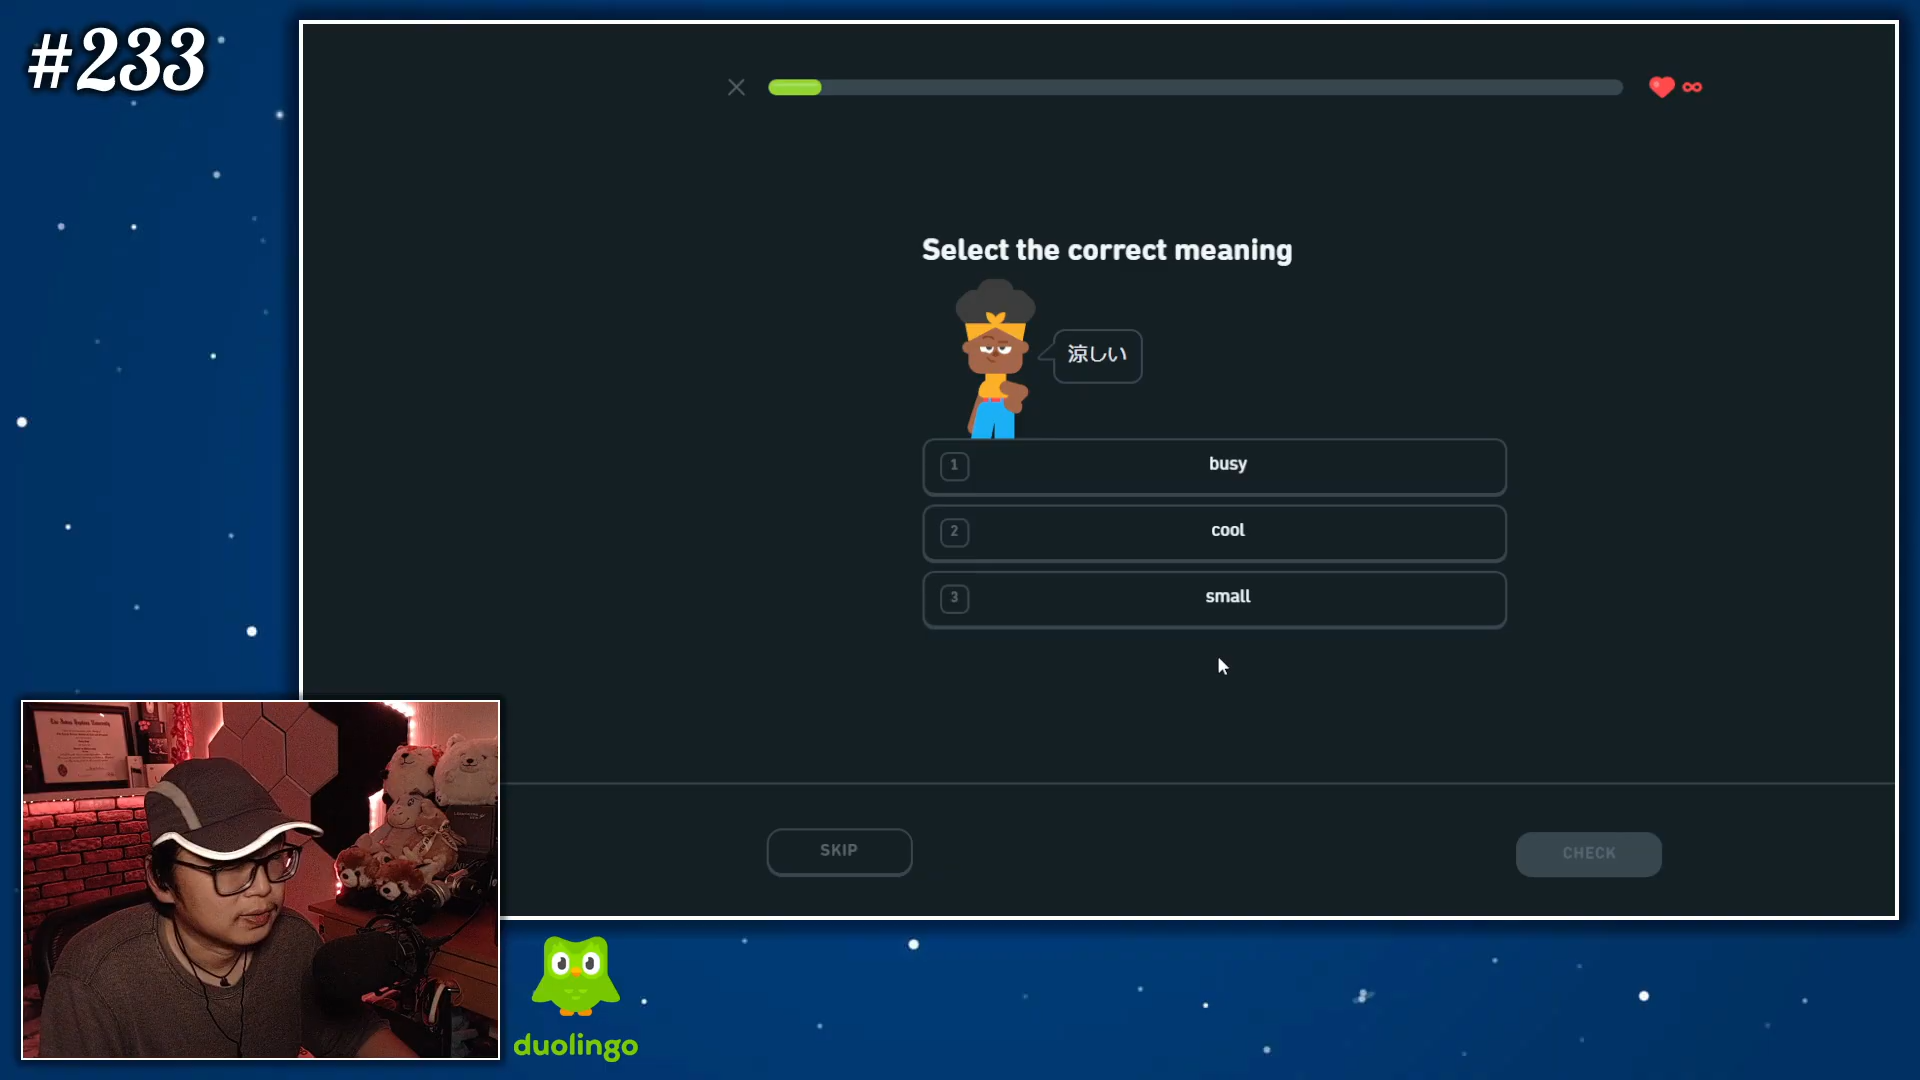 #233
∞
Select the correct meaning
涼しい
1 busy
2 cool
3 small
SKIP
CHECK
duolingo